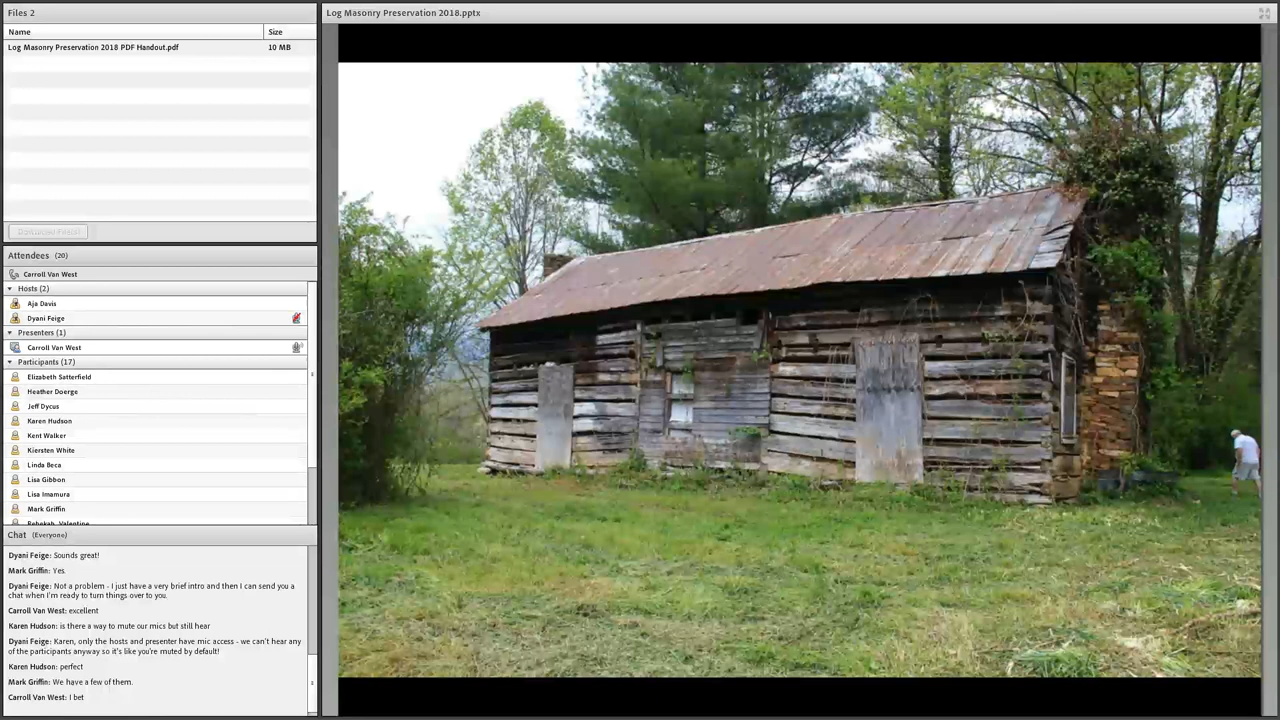 Files 2
Name
Size
Log Masonry Preservation 2018 PDF Handout.pdf
10 MB
Download File(s)
Attendees (20)
Carroll Van West
Hosts (2)
Aja Davis
Dyani Feige
Presenters (1)
Carroll Van West
Participants (17)
Elizabeth Satterfield
Heather Doerge
Jeff Dycus
Karen Hudson
Kent Walker
Kiersten White
Linda Beca
Lisa Gibbon
Lisa Imamura
Mark Griffin
Rebekah, Valentine
Chat (Everyone)
Dyani Feige: Sounds great!
Mark Griffin: Yes.
Dyani Feige: Not a problem - I just have a very brief intro and then I can send you a
chat when I'm ready to turn things over to you.
Carroll Van West: excellent
Karen Hudson: is there a way to mute our mics but still hear
Dyani Feige: Karen, only the hosts and presenter have mic access - we can't hear any
of the participants anyway so it's like you're muted by default!
Karen Hudson: perfect
Mark Griffin: We have a few of them.
Carroll Van West: I bet
Log Masonry Preservation 2018.pptx